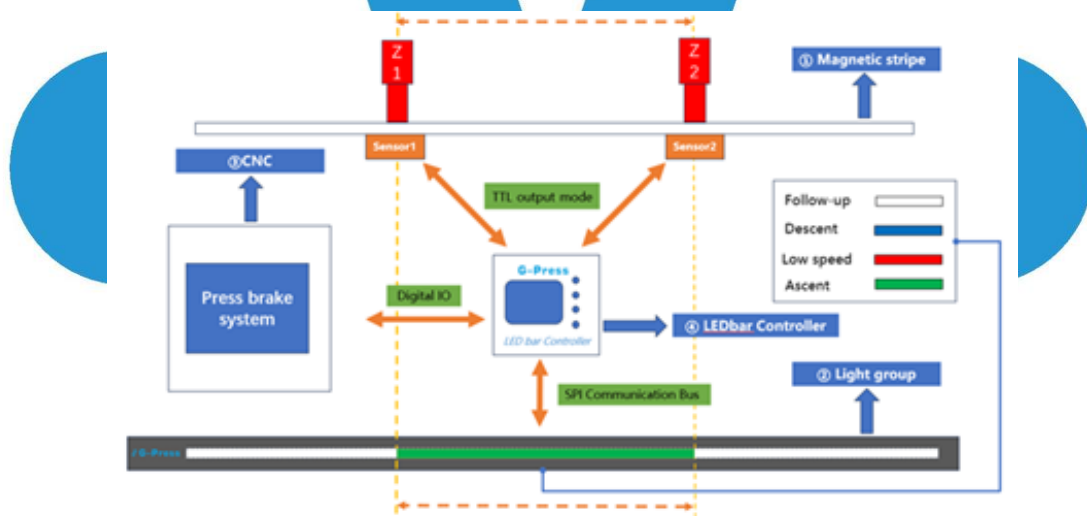 Z
1
Z
2
① Magnetic stripe
Sensor1
Sensor2
③CNC
TTL output mode
Follow-up
Descent
Low speed
Ascent
G-Press
Press brake
system
Digital IO
LED bar Controller
④ LEDbar Controller
② Light group
SPI Communication Bus
G-Press